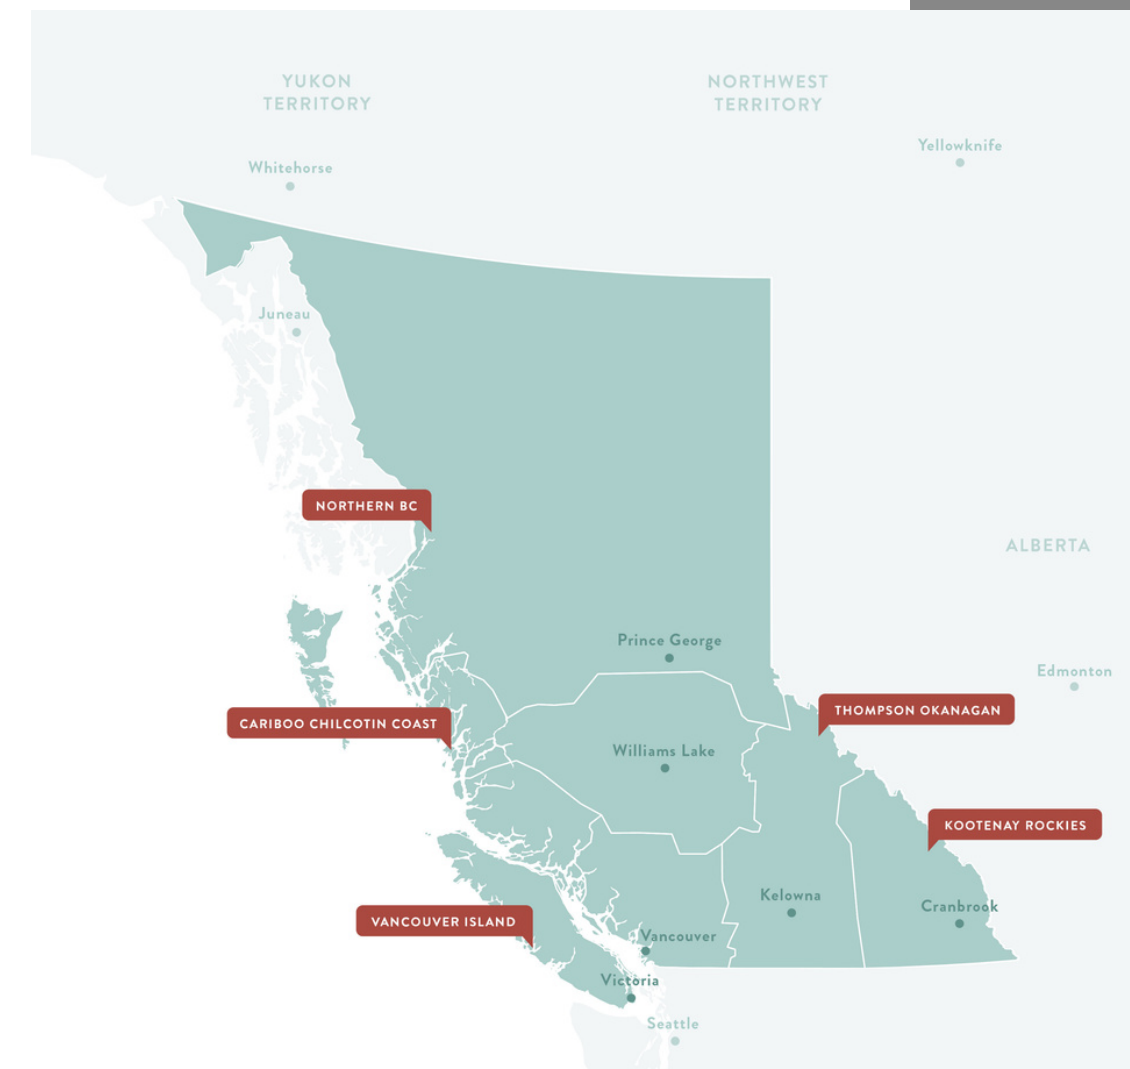 YUKON
TERRITORY
NORTHWEST
TERRITORY
Yellowknife
Whitehorse
Juneau
NORTHERN BC
ALBERTA
Prince George
Edmonton
THOMPSON OKANAGAN
CARIBOO CHILCOTIN COAST
Williams Lake
KOOTENAY ROCKIES
Kelowna
Cranbrook
VANCOUVER ISLAND
Vancouver
Victoria
Seattle